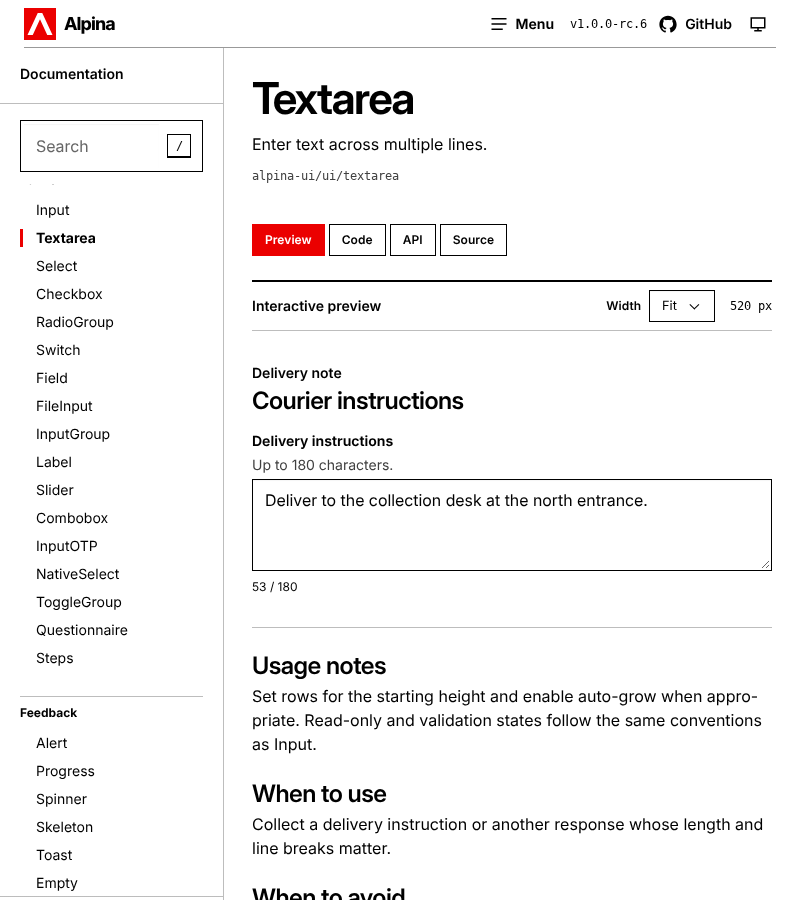 Alpina
Menu
v1.0.0-rc.6
GitHub
Documentation
Search
/
Input
Textarea
Select
Checkbox
RadioGroup
Switch
Field
FileInput
InputGroup
Label
Slider
Combobox
InputOTP
NativeSelect
ToggleGroup
Questionnaire
Steps
Feedback
Alert
Progress
Spinner
Skeleton
Toast
Empty
Textarea
Enter text across multiple lines.
alpina-ui/ui/textarea
Preview
Code
API
Source
Interactive preview
Width
Fit
520 px
Delivery note
Courier instructions
Delivery instructions
Up to 180 characters.
Deliver to the collection desk at the north entrance.
53 / 180
Usage notes
Set rows for the starting height and enable auto-grow when appro-
priate. Read-only and validation states follow the same conventions
as Input.
When to use
Collect a delivery instruction or another response whose length and
line breaks matter.
When to avoid